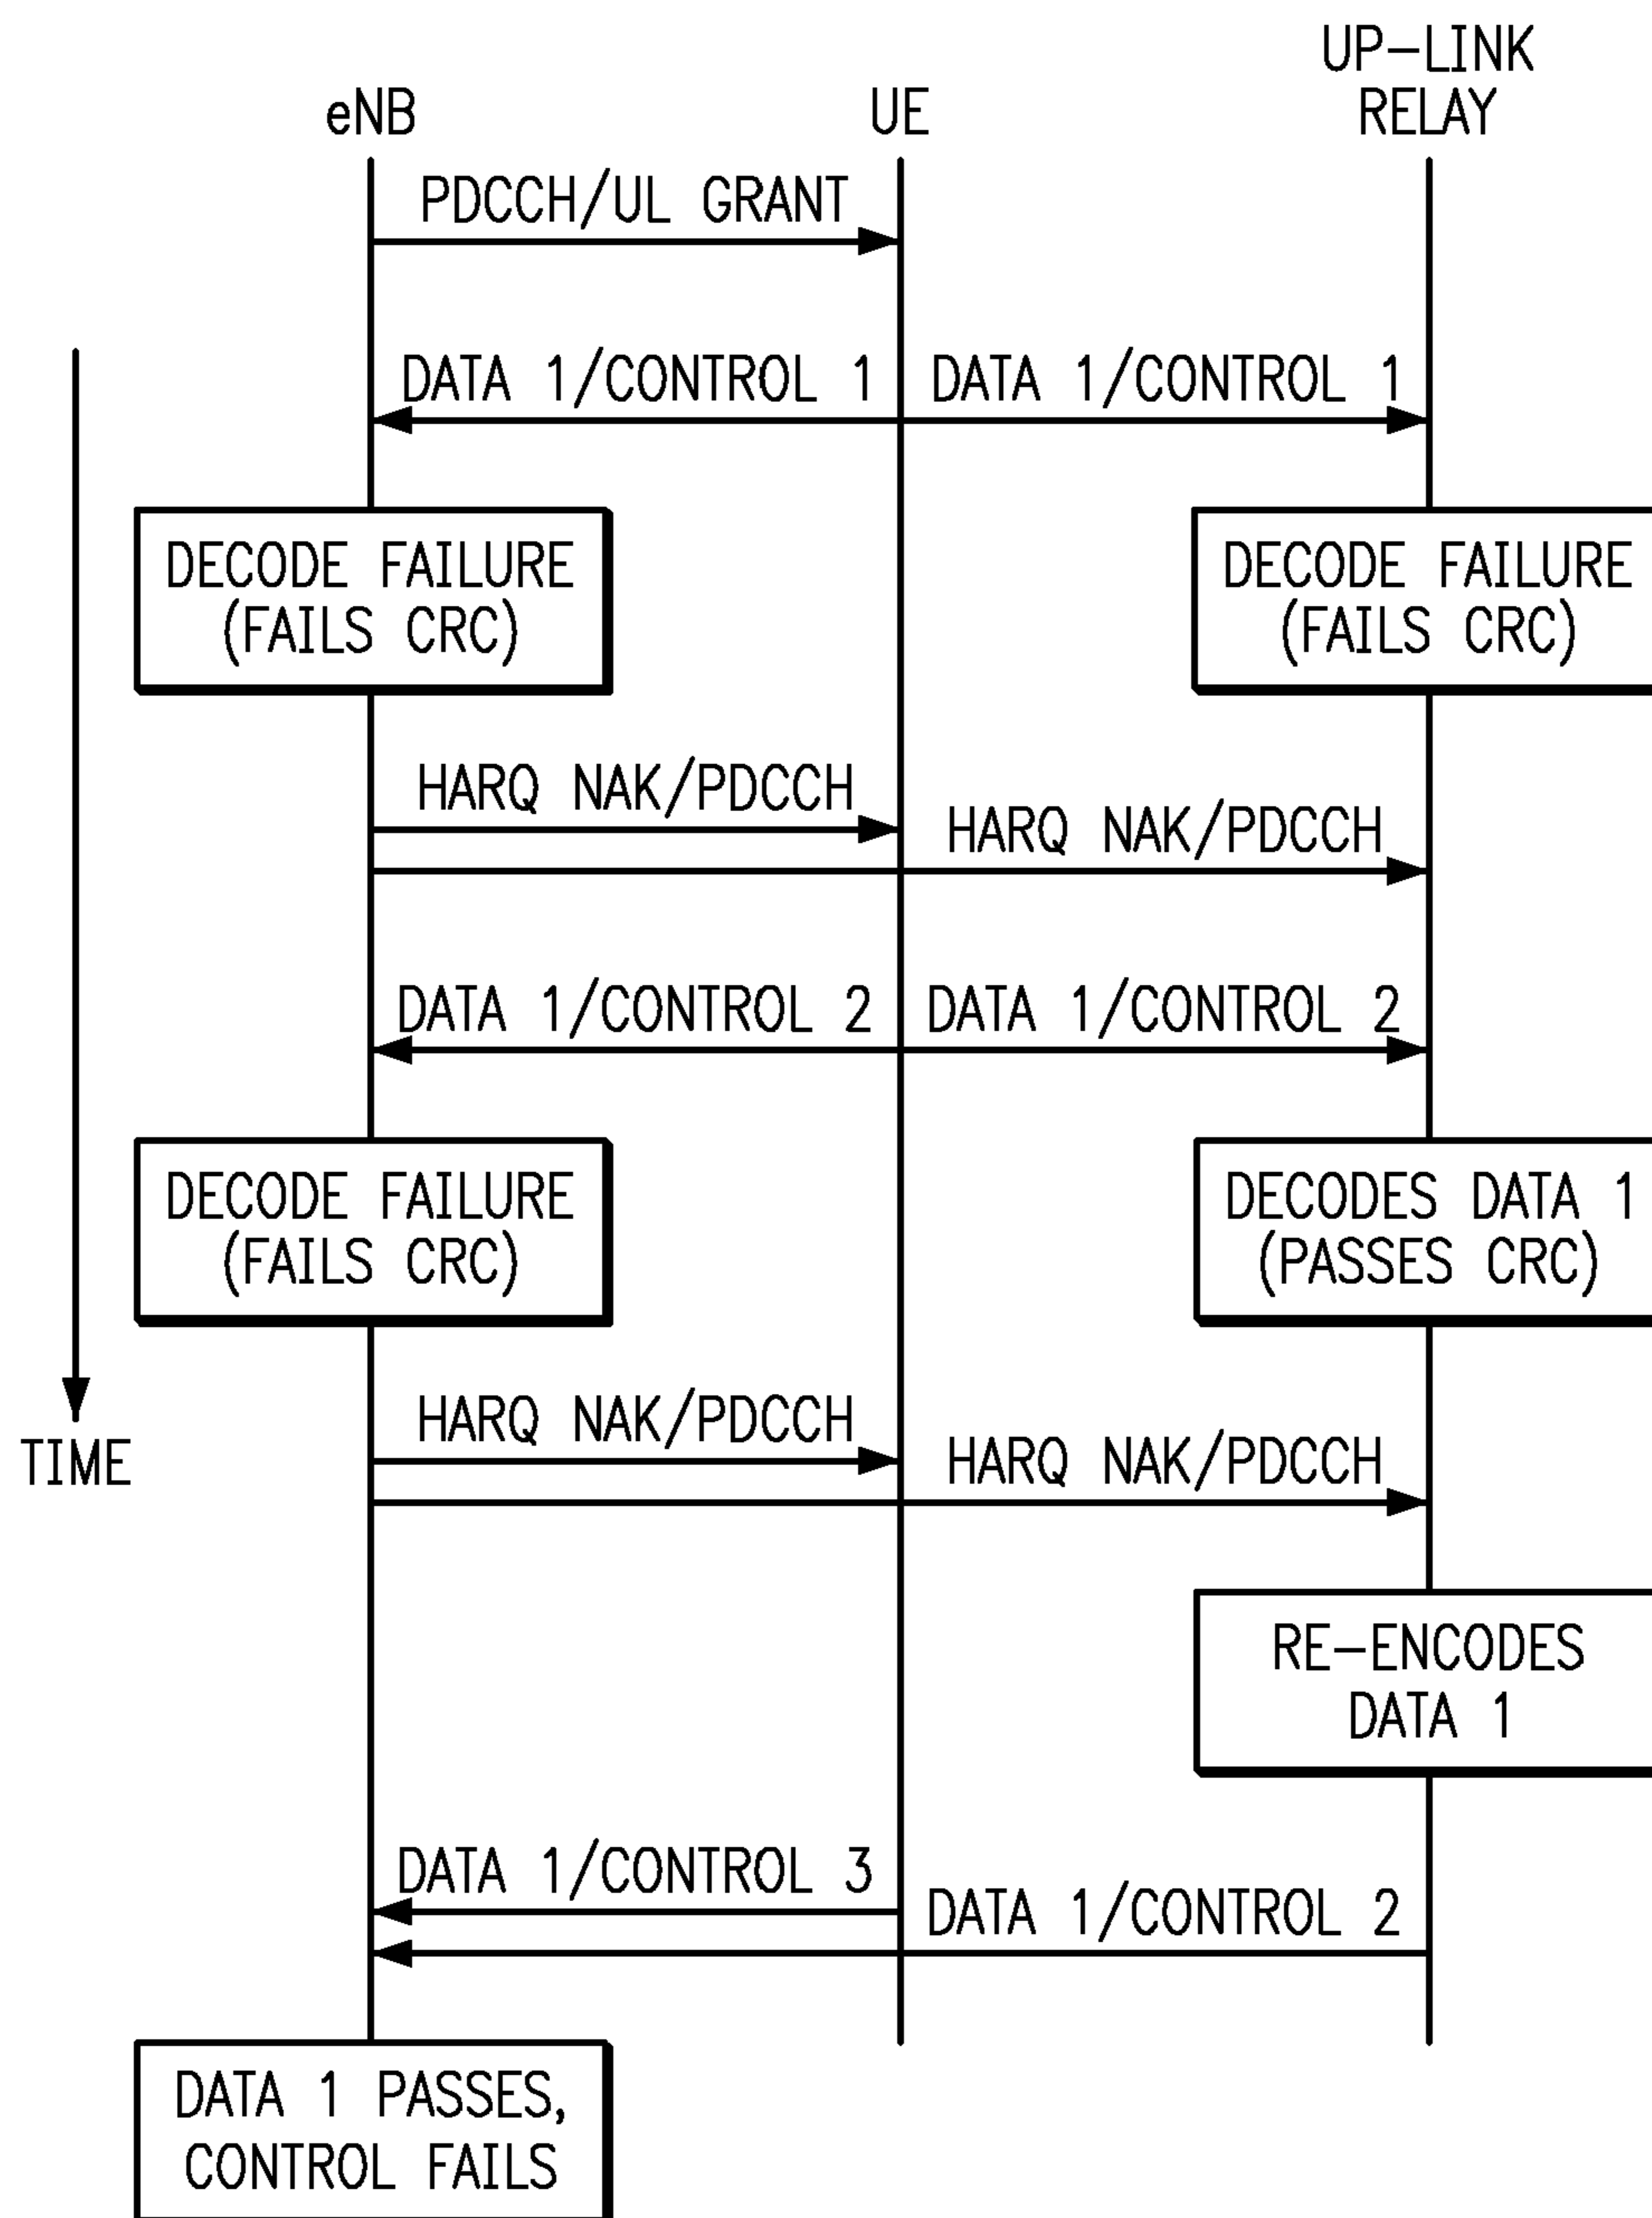 UP-LINK
eNB UE RELAY
PDCCH/UL GRANT
DATA 1/CONTROL 1 DATA 1/CONTROL 1
DECODE FAILURE
(FAILS CRC)
DECODE FAILURE
(FAILS CRC)
HARQ NAK/PDCCH
HARQ NAK/PDCCH
DATA 1/CONTROL 2 DATA 1/CONTROL 2
DECODE FAILURE
(FAILS CRC)
DECODES DATA 1
(PASSES CRC)
HARQ NAK/PDCCH
HARQ NAK/PDCCH
TIME
RE-ENCODES
DATA 1
DATA 1/CONTROL 3
DATA 1/CONTROL 2
DATA 1 PASSES,
CONTROL FAILS